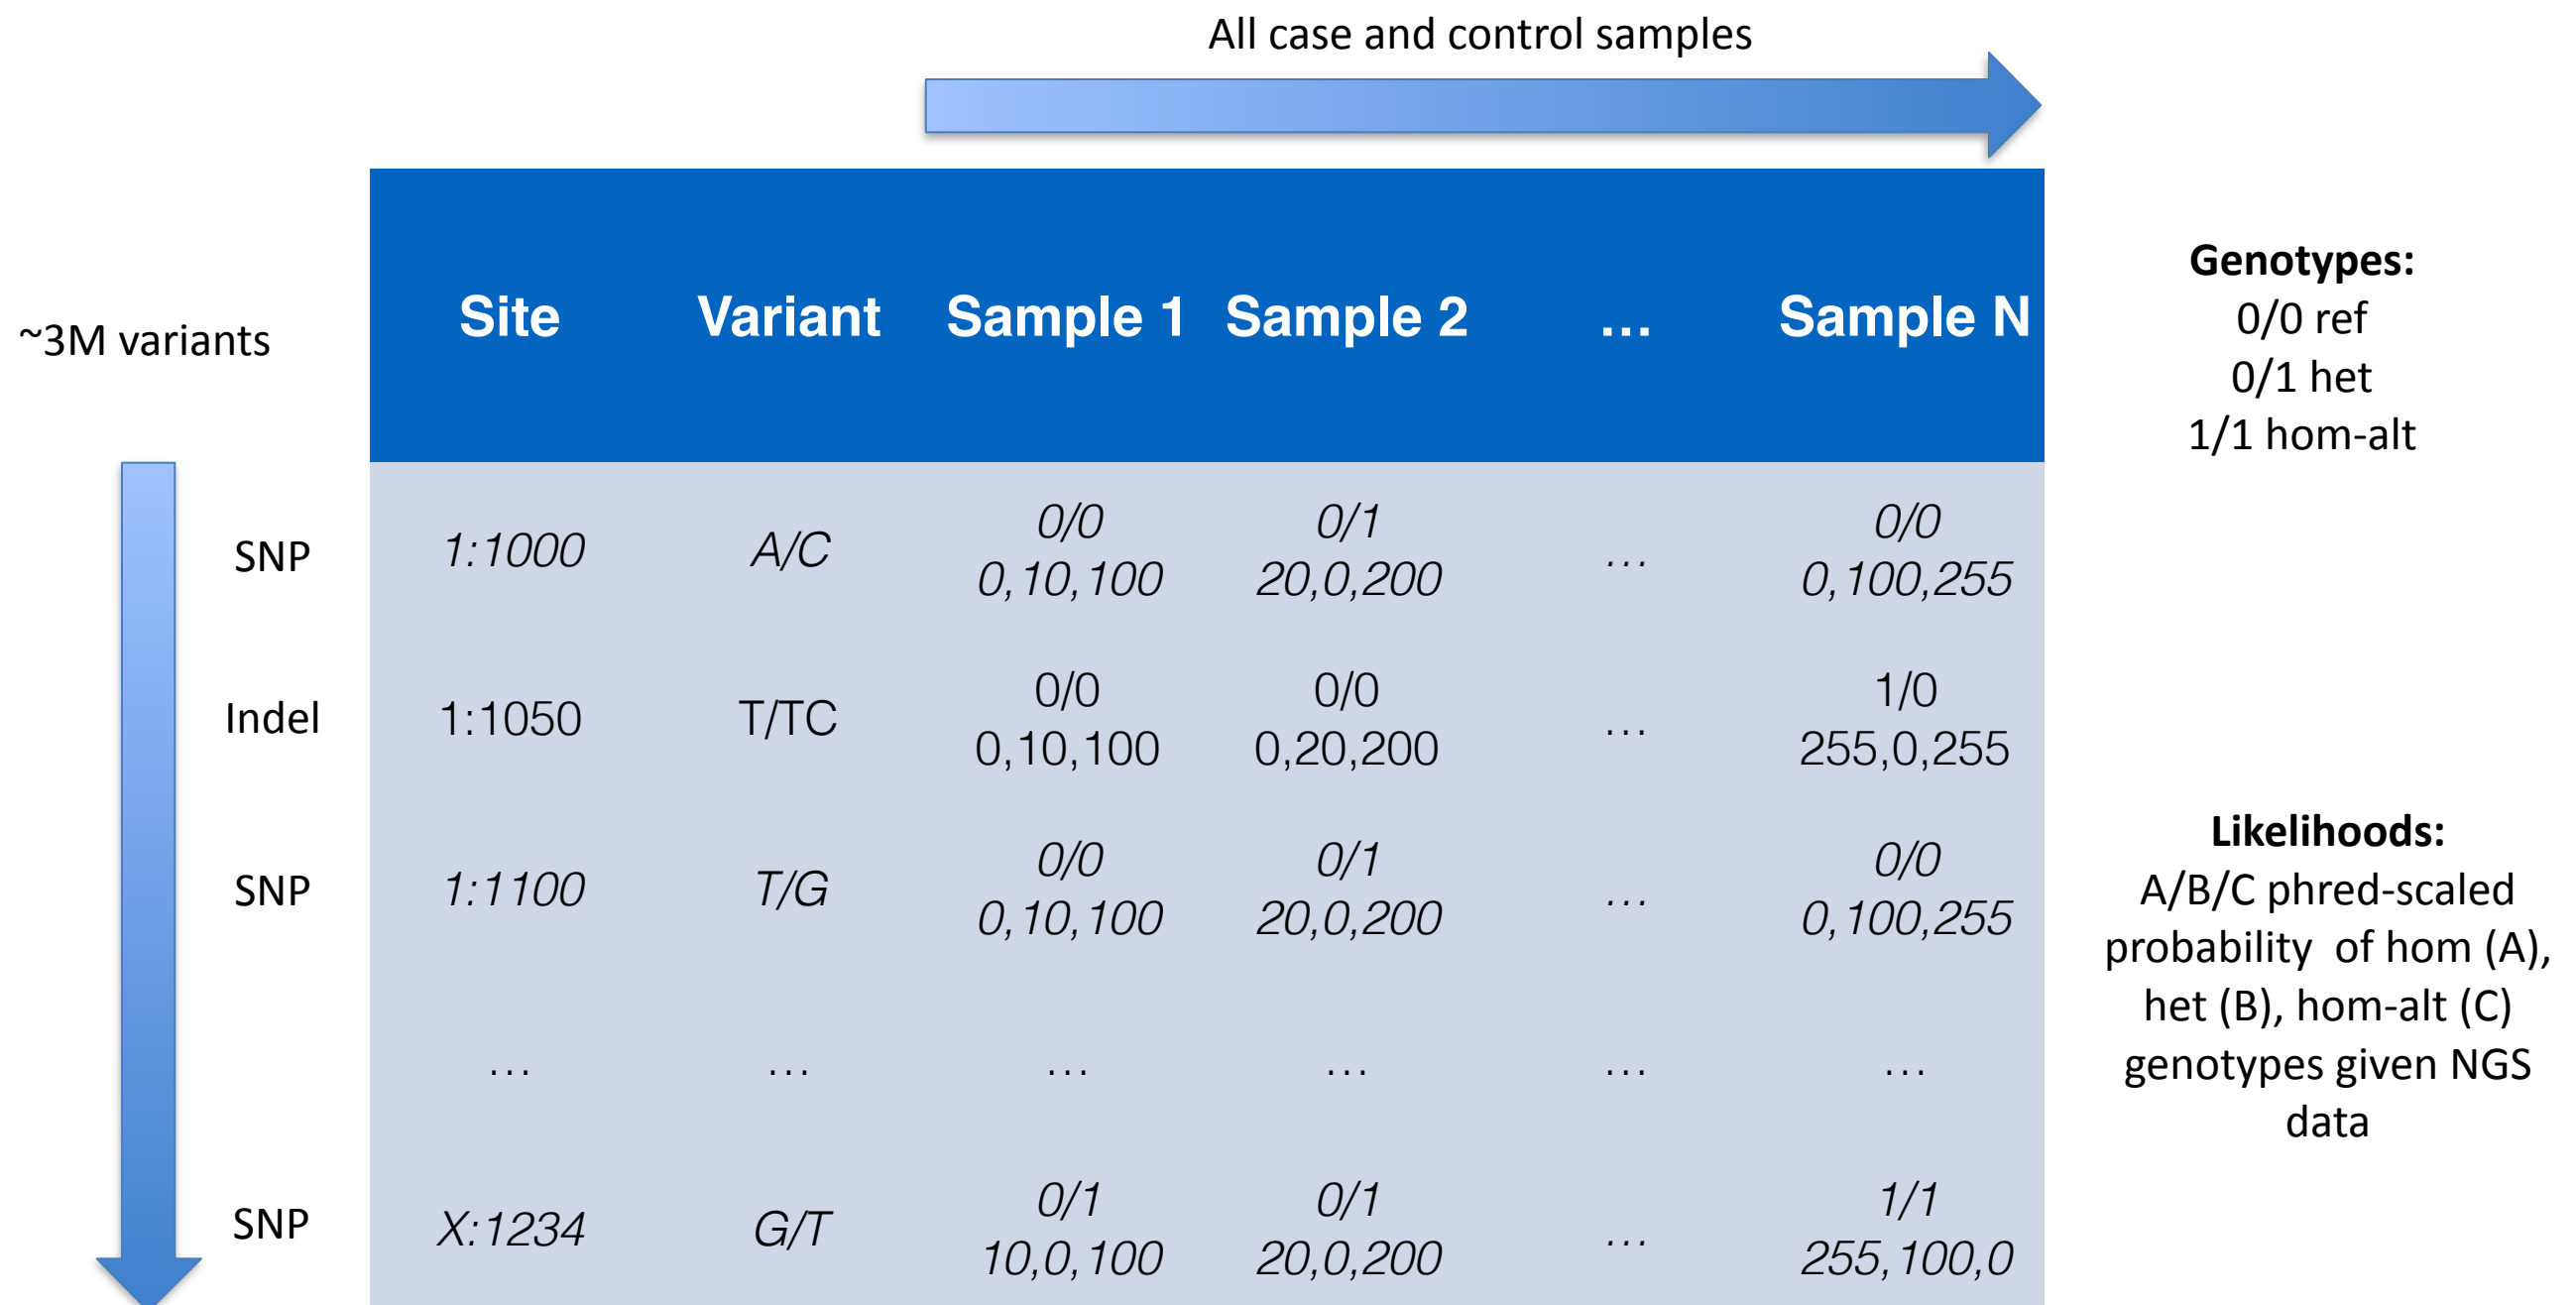 All case and control samples
Site Variant Sample 1 Sample 2 ... Sample N
~3M variants
Genotypes:
0/0 ref
0/1 het
1/1 hom-alt
SNP 1:1000 A/C 0/0 0/1 ... 0/0
0,10,100 20,0,200 0,100,255
Indel 1:1050 T/TC 0/0 0/0 ... 1/0
0,10,100 0,20,200 255,0,255
SNP 1:1100 T/G 0/0 0/1 ... 0/0
0,10,100 20,0,200 0,100,255
... ... ... ... ... ...
SNP X:1234 G/T 0/1 0/1 ... 1/1
10,0,100 20,0,200 255,100,0
Likelihoods:
A/B/C phred-scaled
probability of hom (A),
het (B), hom-alt (C)
genotypes given NGS
data